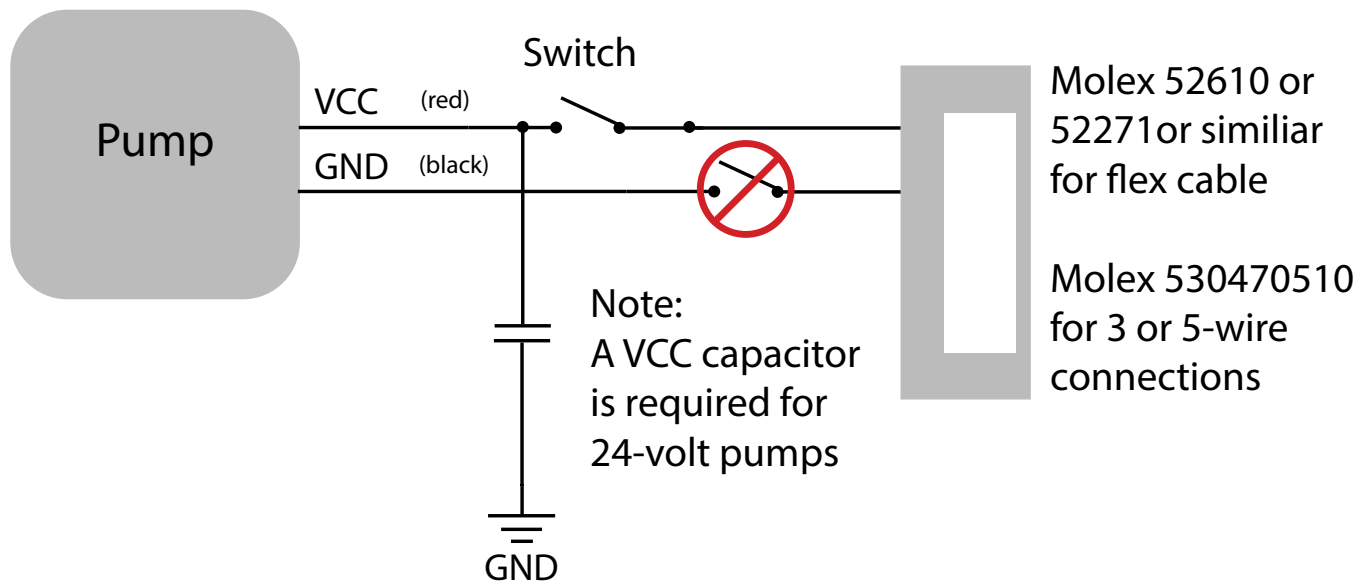 Switch
VCC (red)
Pump
GND (black)
Molex 52610 or
52271or similiar
for flex cable
Molex 530470510
for 3 or 5-wire
connections
Note:
A VCC capacitor
is required for
24-volt pumps
GND